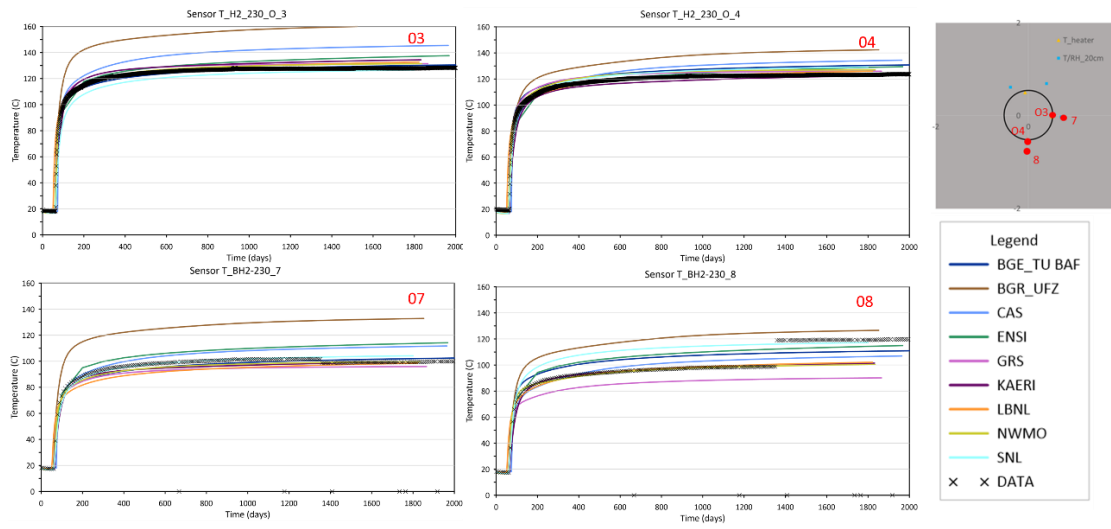 Sensor T_H2_230_O_3
03
Temperature (C)
160
140
120
100
80
60
40
20
0
0 200 400 600 800 1000 1200 1400 1600 1800 2000
Time (days)
Sensor T_H2_230_O_4
04
Temperature (C)
160
140
120
100
80
60
40
20
0
0 200 400 600 800 1000 1200 1400 1600 1800 2000
Time (days)
2
T_heater
T/RH_20cm
-2 0 0 O3 7 2
O4
8
-2
Sensor T_BH2-230_7
07
Temperature (C)
160
140
120
100
80
60
40
20
0
0 200 400 600 800 1000 1200 1400 1600 1800 2000
Time (days)
Sensor T_BH2-230_8
08
Temperature (C)
160
140
120
100
80
60
40
20
0
0 200 400 600 800 1000 1200 1400 1600 1800 2000
Time (days)
Legend
BGE_TU BAF
BGR_UFZ
CAS
ENSI
GRS
KAERI
LBNL
NWMO
SNL
DATA